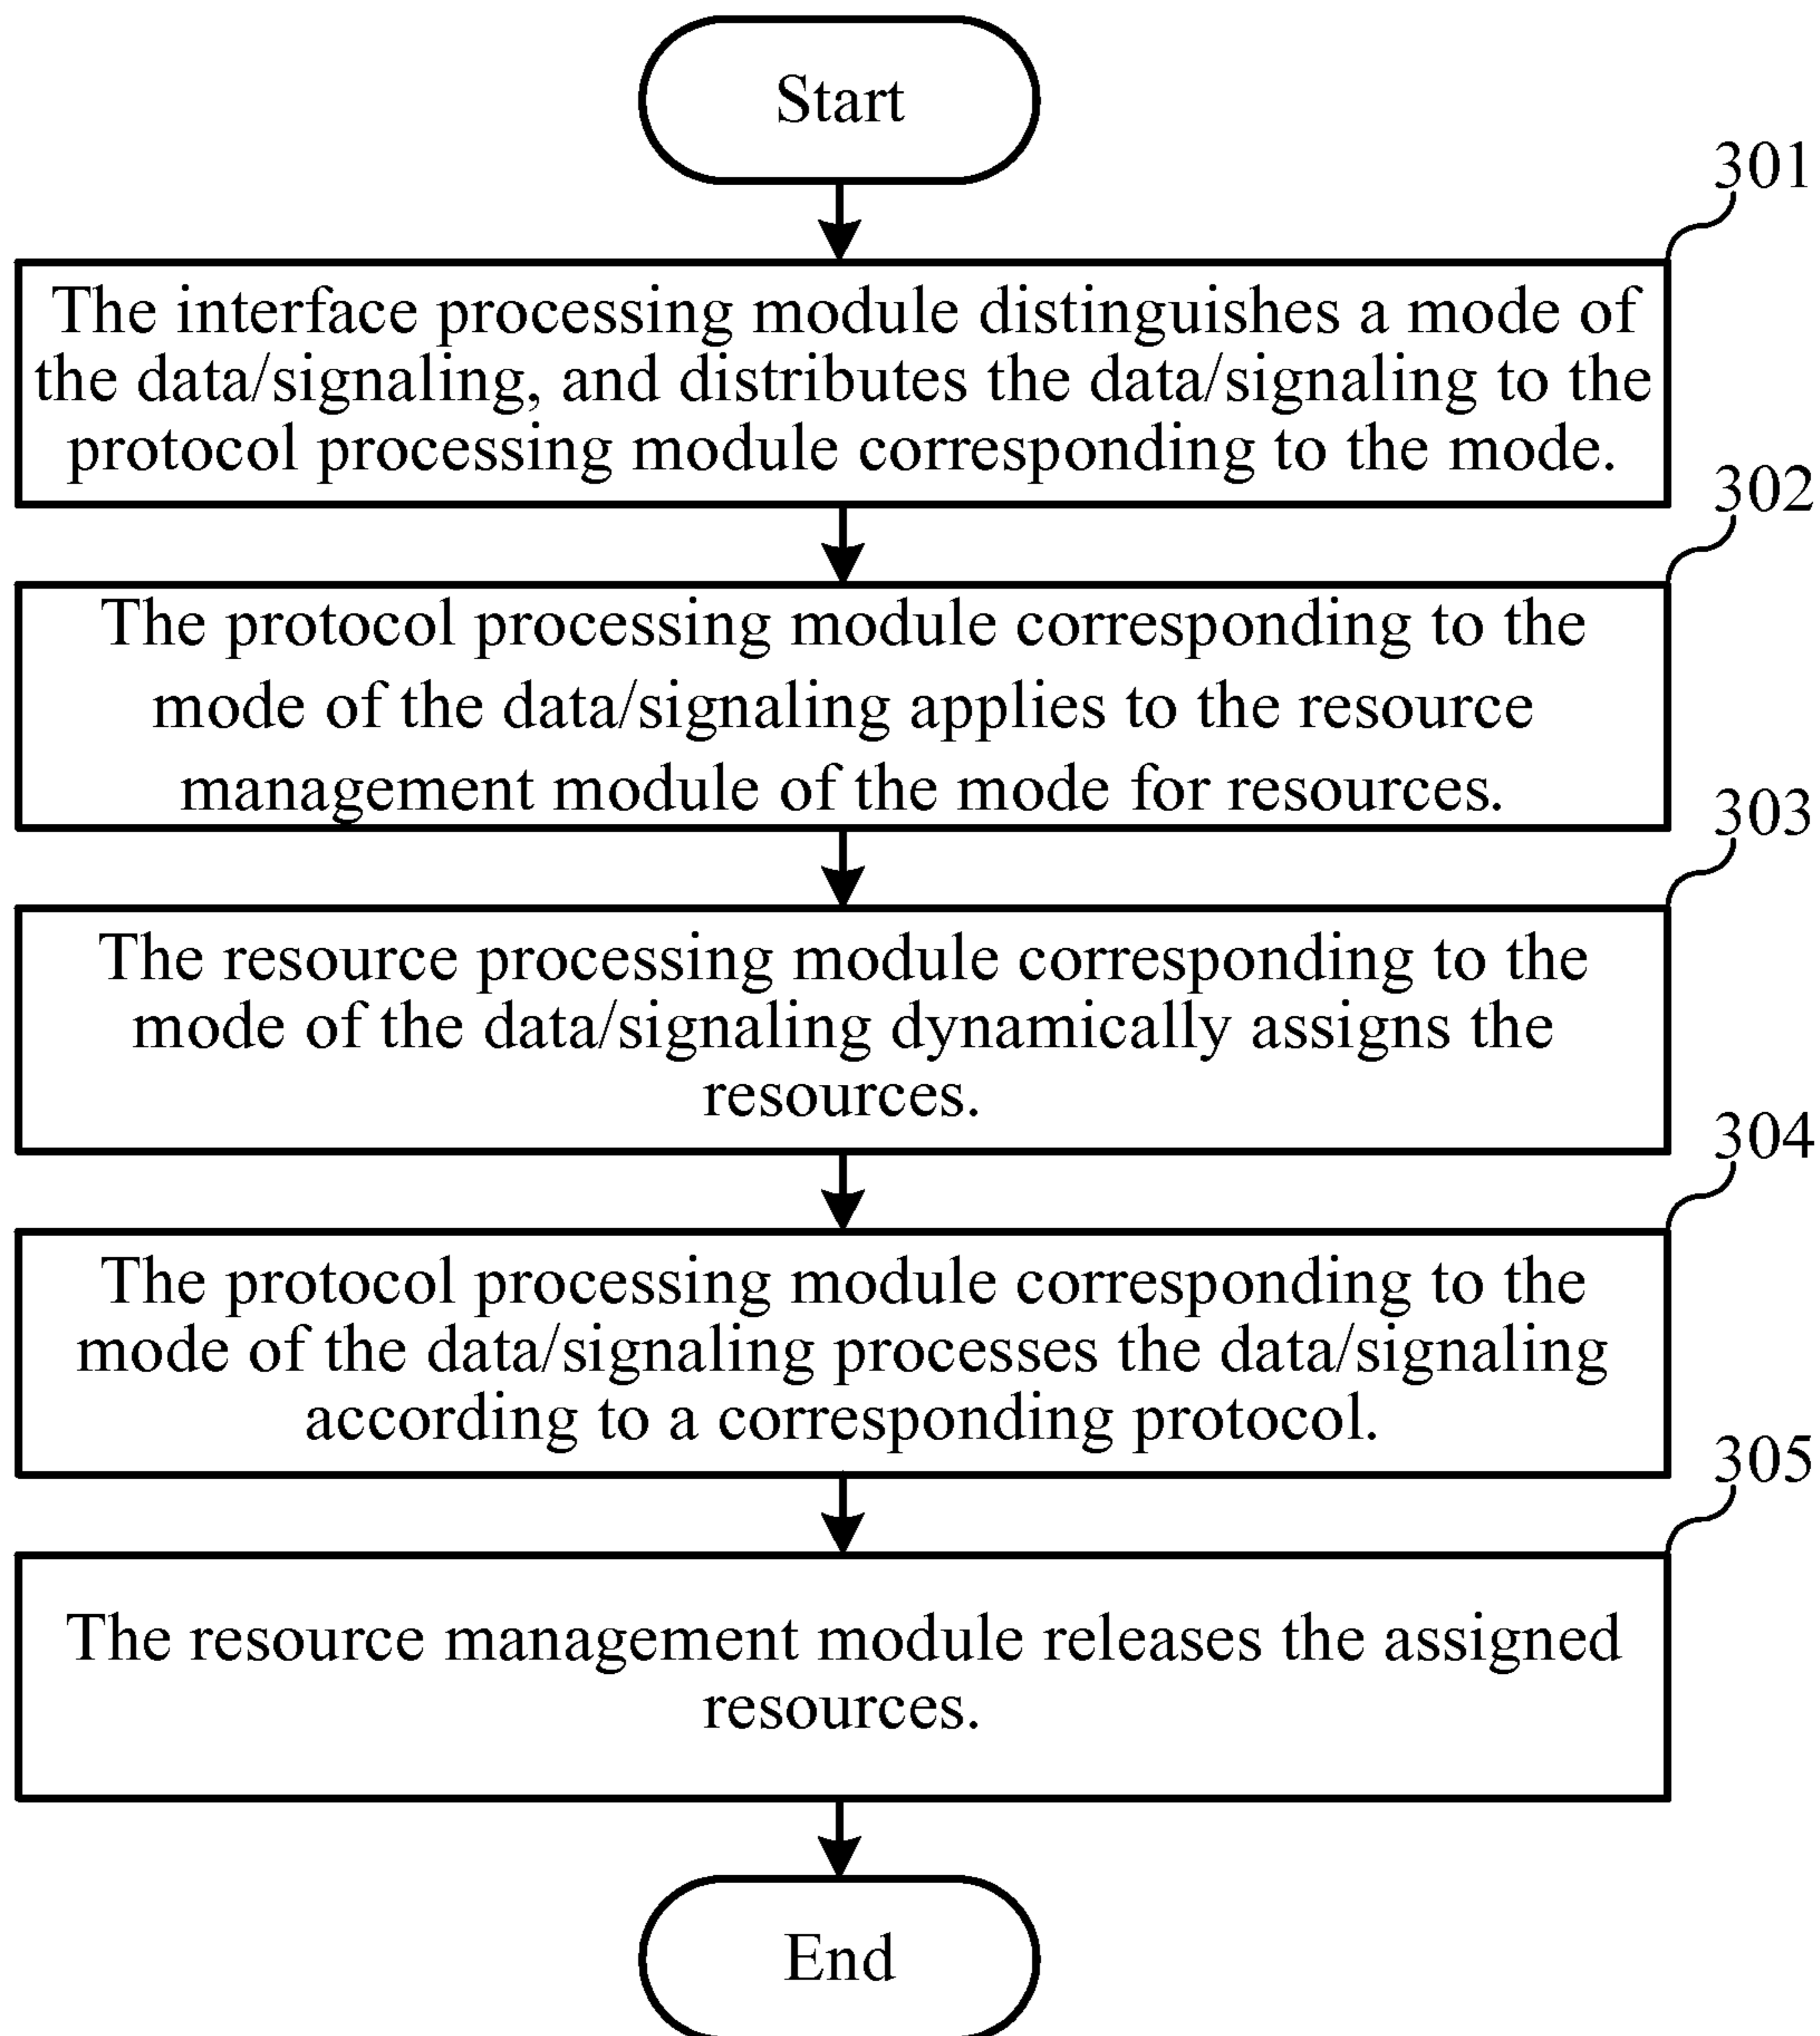 Start
301
The interface processing module distinguishes a mode of
the data/signaling, and distributes the data/signaling to the
protocol processing module corresponding to the mode.
302
The protocol processing module corresponding to the
mode of the data/signaling applies to the resource
management module of the mode for resources.
303
The resource processing module corresponding to the
mode of the data/signaling dynamically assigns the
resources.
304
The protocol processing module corresponding to the
mode of the data/signaling processes the data/signaling
according to a corresponding protocol.
305
The resource management module releases the assigned
resources.
End